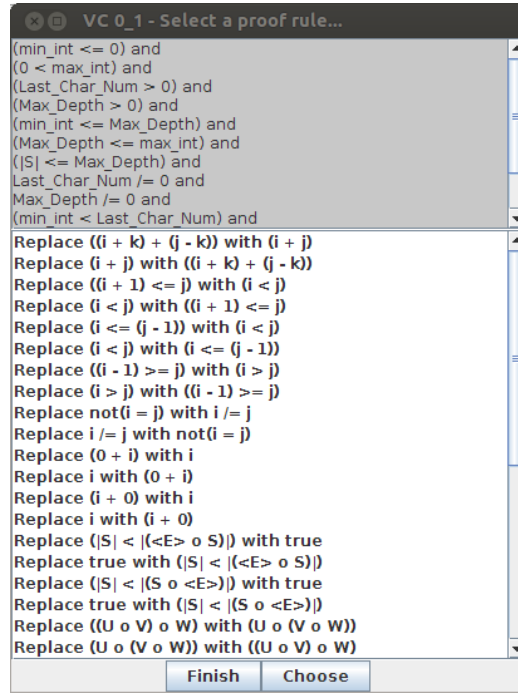 VC 0_1 - Select a proof rule...
(min_int <= 0) and
(0 < max_int) and
(Last_Char_Num > 0) and
(Max_Depth > 0) and
(min_int <= Max_Depth) and
(Max_Depth <= max_int) and
(|S| <= Max_Depth) and
Last_Char_Num /= 0 and
Max_Depth /= 0 and
(min_int < Last_Char_Num) and
Replace ((i + k) + (j - k)) with (i + j)
Replace (i + j) with ((i + k) + (j - k))
Replace ((i + 1) <= j) with (i < j)
Replace (i < j) with ((i + 1) <= j)
Replace (i <= (j - 1)) with (i < j)
Replace (i < j) with (i <= (j - 1))
Replace ((i - 1) >= j) with (i > j)
Replace (i > j) with ((i - 1) >= j)
Replace not(i = j) with i /= j
Replace i /= j with not(i = j)
Replace (0 + i) with i
Replace i with (0 + i)
Replace (i + 0) with i
Replace i with (i + 0)
Replace (|S| < |(<E> o S)|) with true
Replace true with (|S| < |(<E> o S)|)
Replace (|S| < |(S o <E>)|) with true
Replace true with (|S| < |(S o <E>)|)
Replace ((U o V) o W) with (U o (V o W))
Replace (U o (V o W)) with ((U o V) o W)
Finish Choose